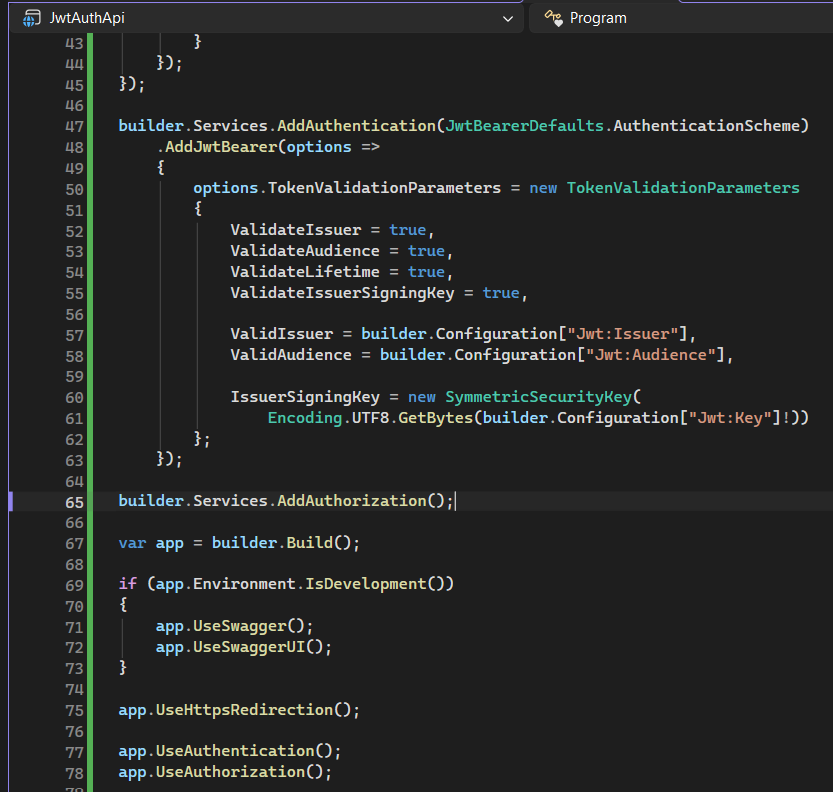 JwtAuthApi
Program
43 }
44 });
45 });
46
47 builder.Services.AddAuthentication(JwtBearerDefaults.AuthenticationScheme)
48 .AddJwtBearer(options =>
49 {
50 options.TokenValidationParameters = new TokenValidationParameters
51 {
52 ValidateIssuer = true,
53 ValidateAudience = true,
54 ValidateLifetime = true,
55 ValidateIssuerSigningKey = true,
56
57 ValidIssuer = builder.Configuration["Jwt:Issuer"],
58 ValidAudience = builder.Configuration["Jwt:Audience"],
59
60 IssuerSigningKey = new SymmetricSecurityKey(
61 Encoding.UTF8.GetBytes(builder.Configuration["Jwt:Key"]!))
62 };
63 });
64
65 builder.Services.AddAuthorization();
66
67 var app = builder.Build();
68
69 if (app.Environment.IsDevelopment())
70 {
71 app.UseSwagger();
72 app.UseSwaggerUI();
73 }
74
75 app.UseHttpsRedirection();
76
77 app.UseAuthentication();
78 app.UseAuthorization();